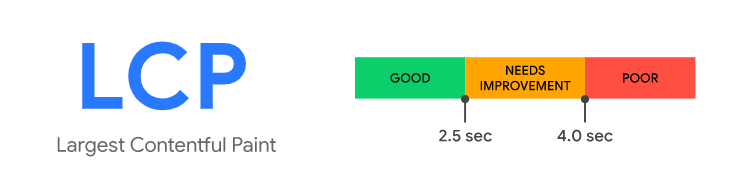 LCP
Largest Contentful Paint
GOOD
NEEDS
IMPROVEMENT
POOR
2.5 sec
4.0 sec